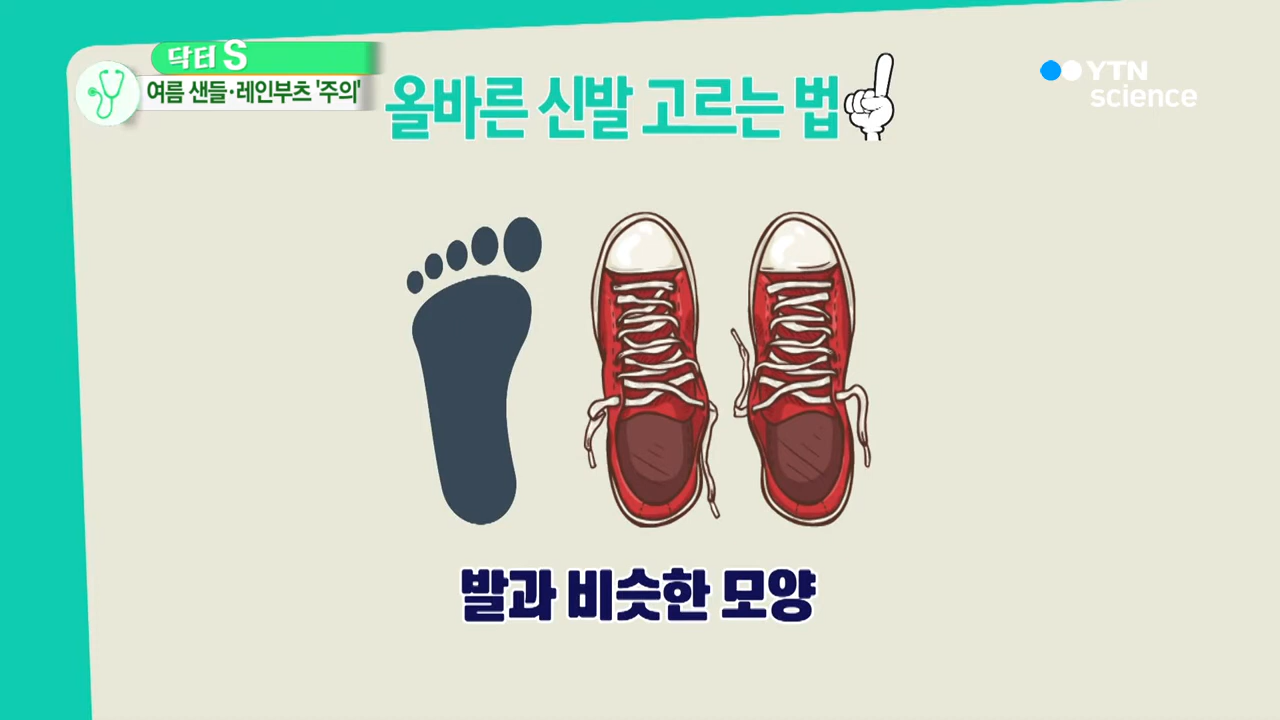 닥터 S
여름 샌들·레인부츠 '주의'
올바른 신발 고르는 법
YTN
science
발과 비슷한 모양